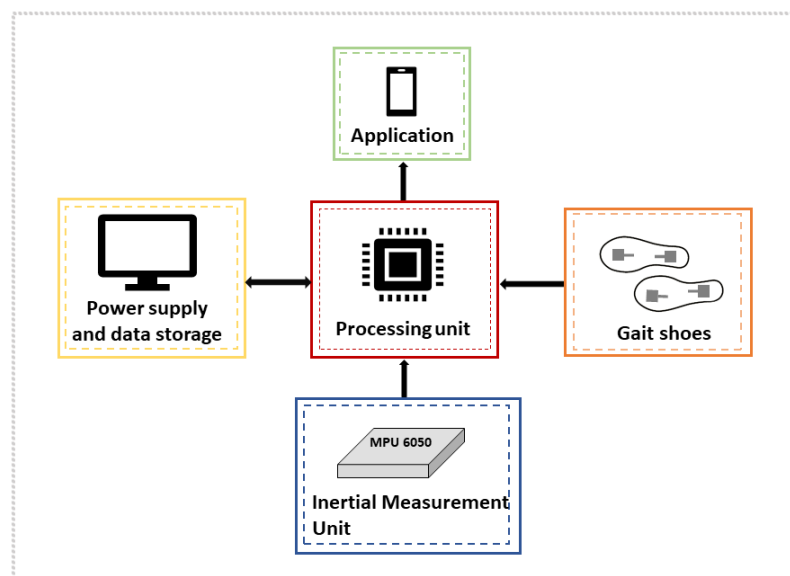 Application
Power supply
and data storage
Processing unit
Gait shoes
MPU 6050
Inertial Measurement
Unit